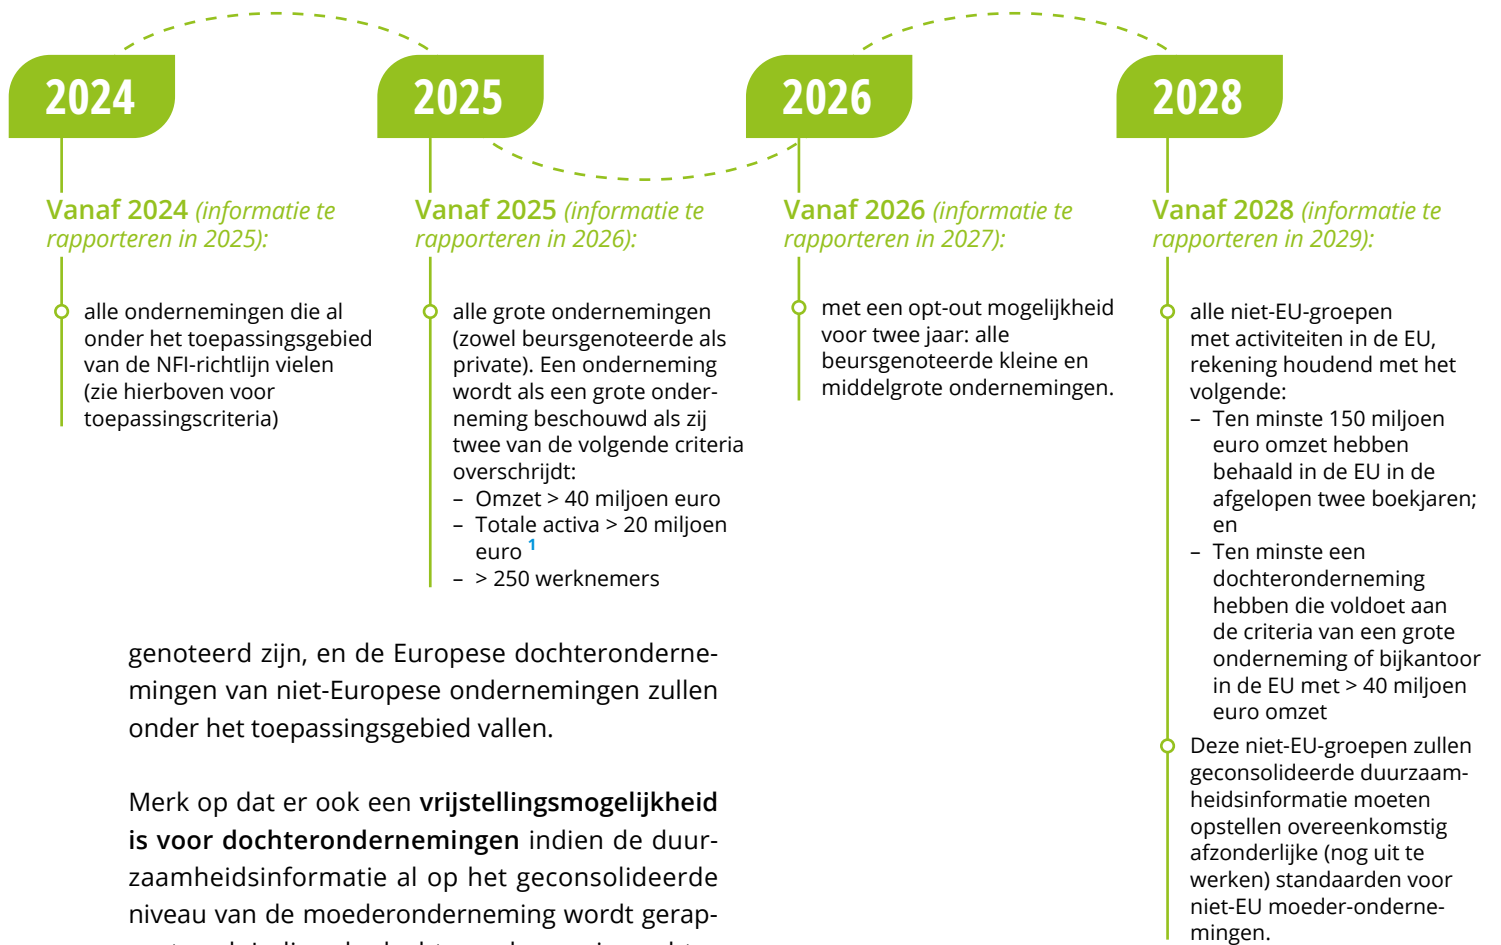 2024
Vanaf 2024 (informatie te
rapporteren in 2025):
alle ondernemingen die al
onder het toepassingsgebied
van de NFI-richtlijn vielen
(zie hierboven voor
toepassingscriteria)
2025
Vanaf 2025 (informatie te
rapporteren in 2026):
alle grote ondernemingen
(zowel beursgenoteerde als
private). Een onderneming
wordt als een grote onder-
neming beschouwd als zij
twee van de volgende criteria
overschrijdt:
– Omzet > 40 miljoen euro
– Totale activa > 20 miljoen
euro 1
– > 250 werknemers
2026
Vanaf 2026 (informatie te
rapporteren in 2027):
met een opt-out mogelijkheid
voor twee jaar: alle
beursgenoteerde kleine en
middelgrote ondernemingen.
2028
Vanaf 2028 (informatie te
rapporteren in 2029):
alle niet-EU-groepen
met activiteiten in de EU,
rekening houdend met het
volgende:
– Ten minste 150 miljoen
euro omzet hebben
behaald in de EU in de
afgelopen twee boekjaren;
en
– Ten minste een
dochteronderneming
hebben die voldoet aan
de criteria van een grote
onderneming of bijkantoor
in de EU met > 40 miljoen
euro omzet
Deze niet-EU-groepen zullen
geconsolideerde duurzaam-
heidsinformatie moeten
opstellen overeenkomstig
afzonderlijke (nog uit te
werken) standaarden voor
niet-EU moeder-onderne-
mingen.
genoteerd zijn, en de Europese dochteronderne-
mingen van niet-Europese ondernemingen zullen
onder het toepassingsgebied vallen.
Merk op dat er ook een vrijstellingsmogelijkheid
is voor dochterondernemingen indien de duur-
zaamheidsinformatie al op het geconsolideerde
niveau van de moederonderneming wordt gerap-